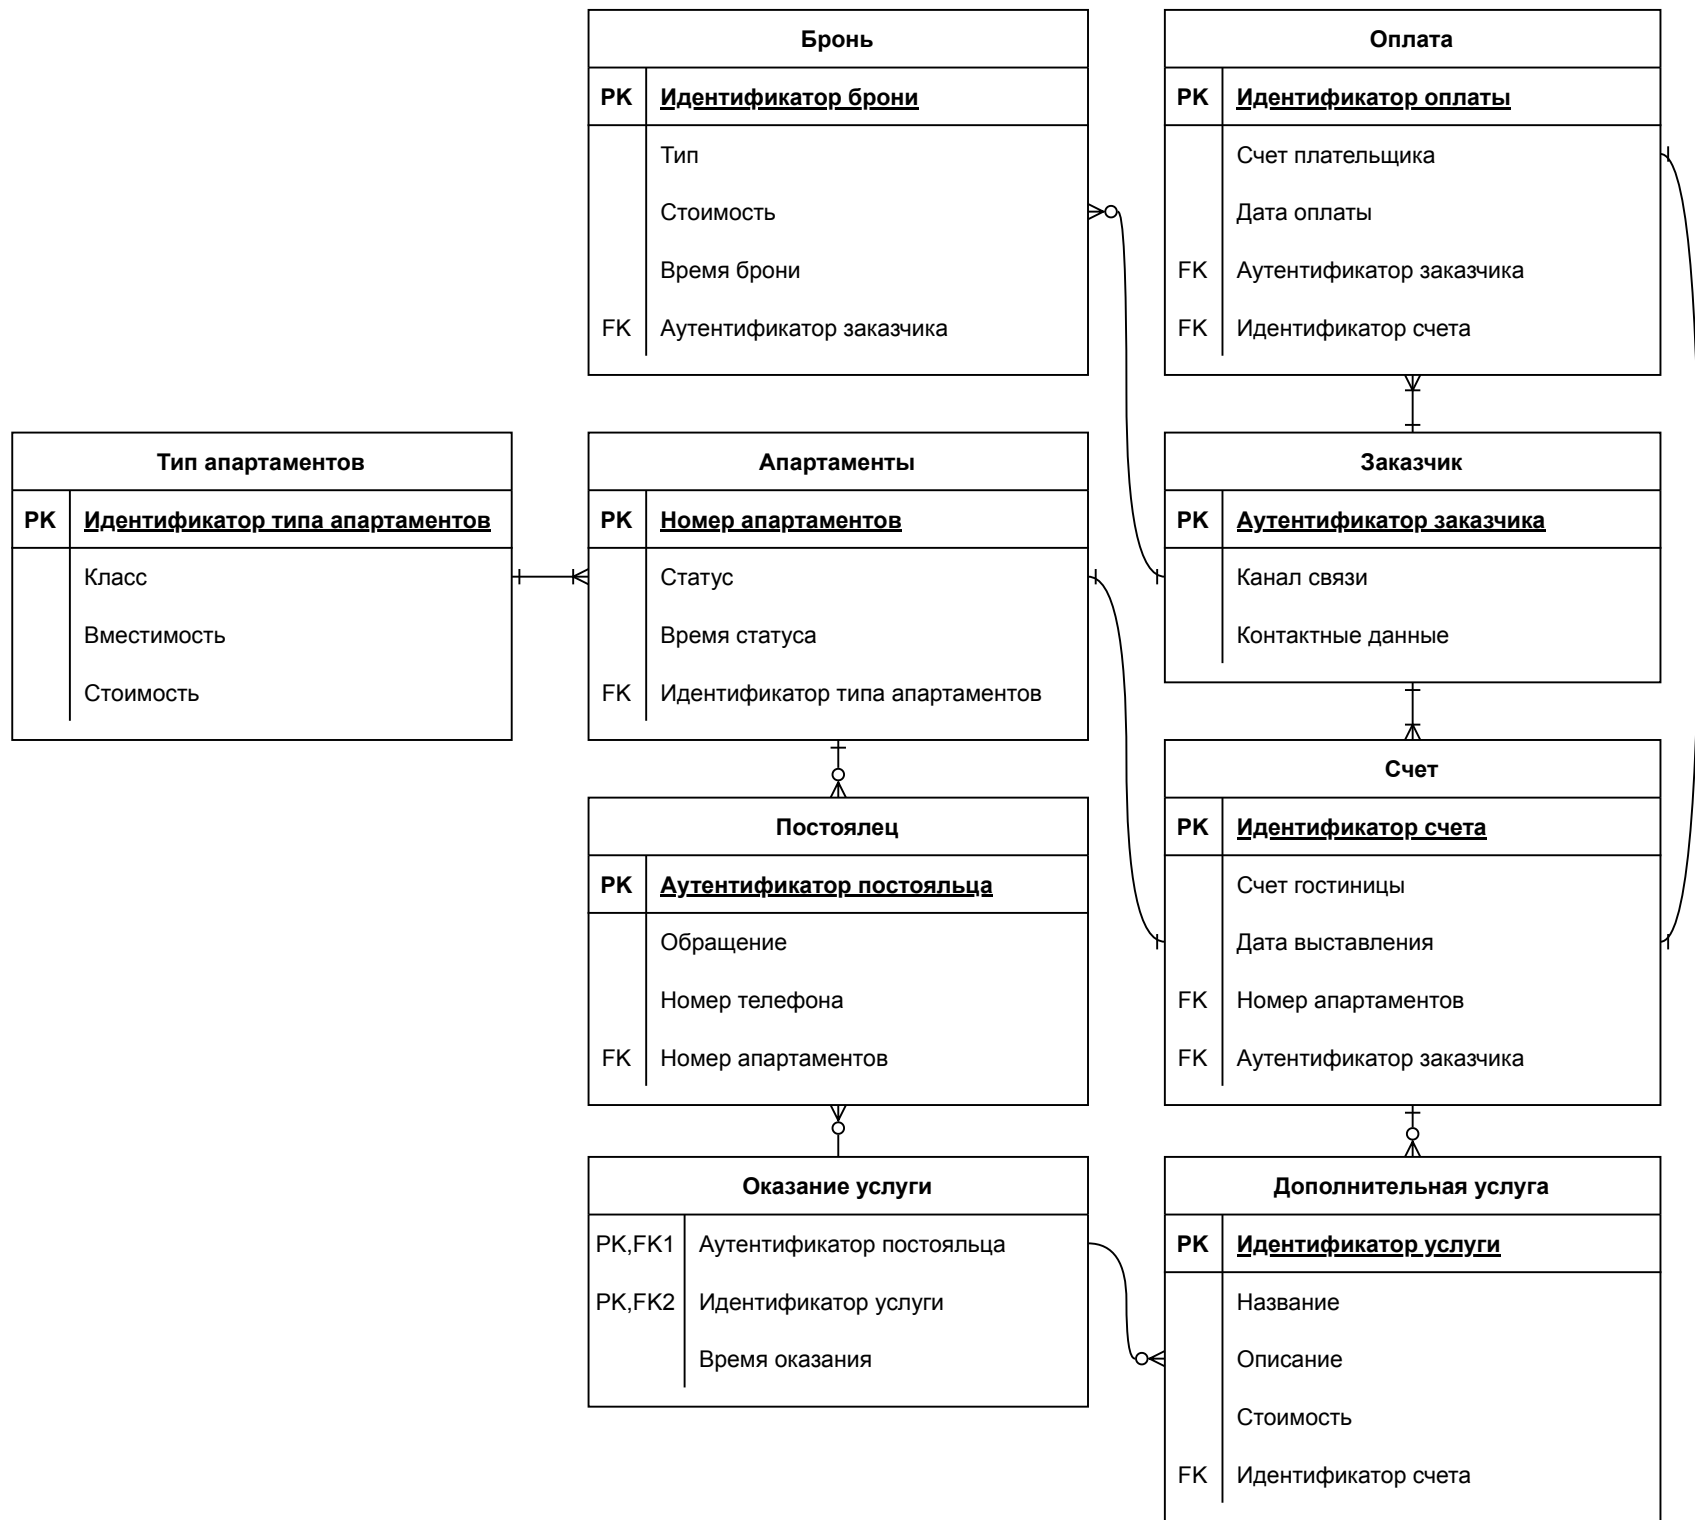 Бронь
PK Идентификатор брони
Тип
Стоимость
Время брони
FK Аутентификатор заказчика
Оплата
PK Идентификатор оплаты
Счет плательщика
Дата оплаты
FK Аутентификатор заказчика
FK Идентификатор счета
Тип апартаментов
PK Идентификатор типа апартаментов
Класс
Вместимость
Стоимость
Апартаменты
PK Номер апартаментов
Статус
Время статуса
FK Идентификатор типа апартаментов
Заказчик
PK Аутентификатор заказчика
Канал связи
Контактные данные
Постоялец
PK Аутентификатор постояльца
Обращение
Номер телефона
FK Номер апартаментов
Счет
PK Идентификатор счета
Счет гостиницы
Дата выставления
FK Номер апартаментов
FK Аутентификатор заказчика
Оказание услуги
PK,FK1 Аутентификатор постояльца
PK,FK2 Идентификатор услуги
Время оказания
Дополнительная услуга
PK Идентификатор услуги
Название
Описание
Стоимость
FK Идентификатор счета